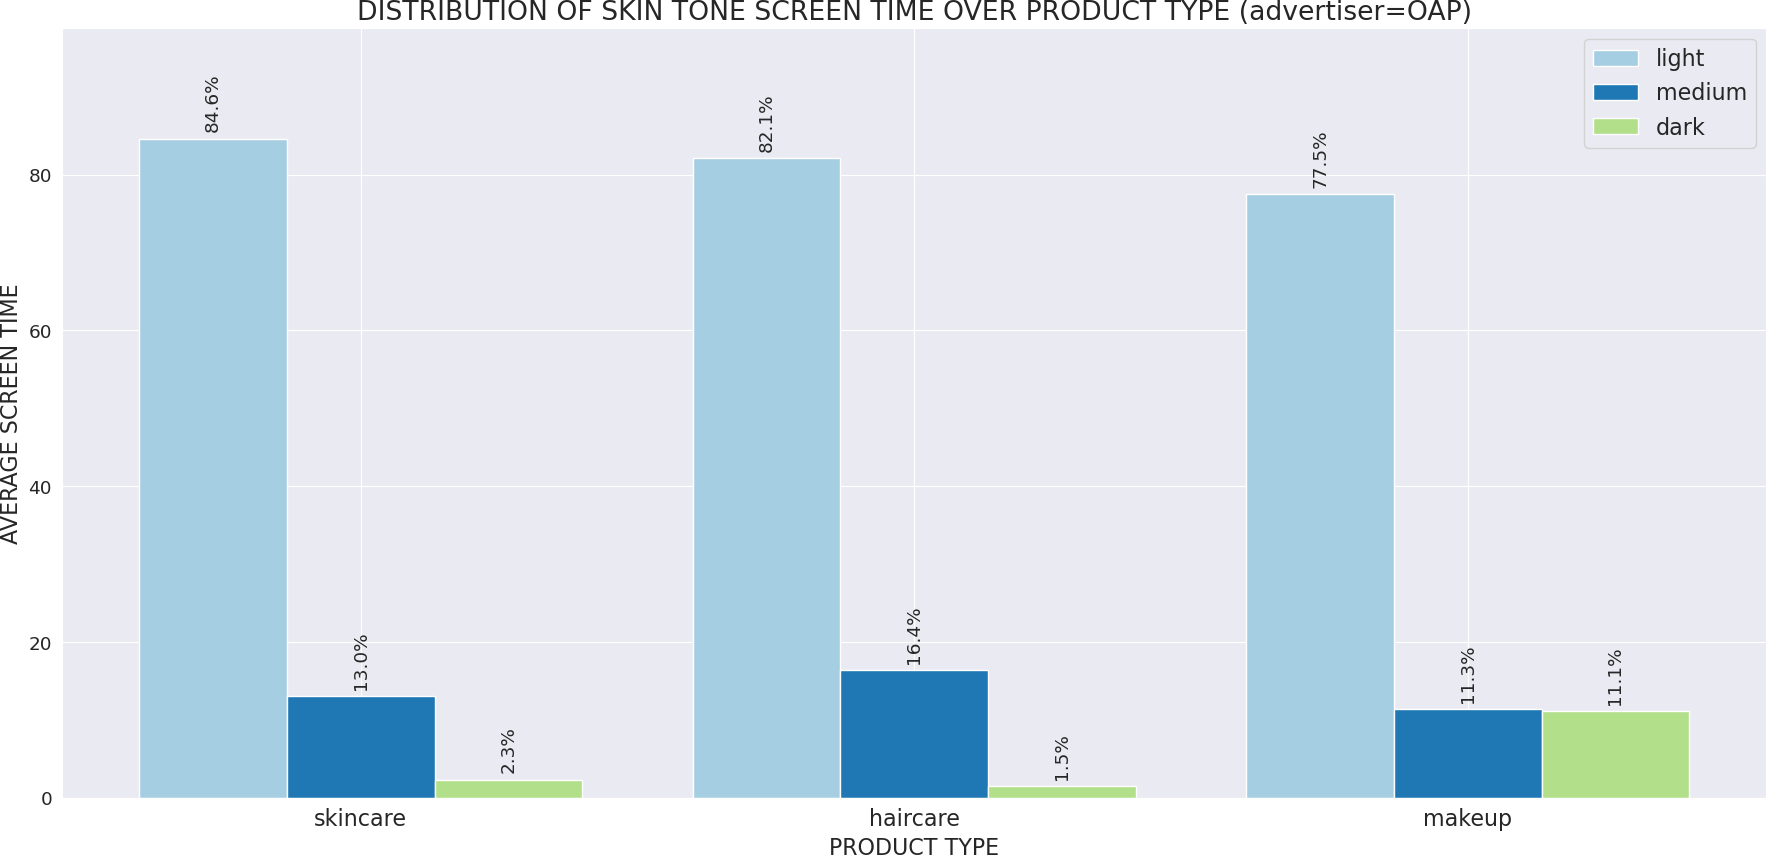 DISTRIBUTION OF SKIN TONE SCREEN TIME OVER PRODUCT TYPE (advertiser=OAP)
light
medium
dark
AVERAGE SCREEN TIME
80
60
40
20
0
84.6%
13.0%
2.3%
82.1%
16.4%
1.5%
77.5%
11.3%
11.1%
skincare
haircare
makeup
PRODUCT TYPE